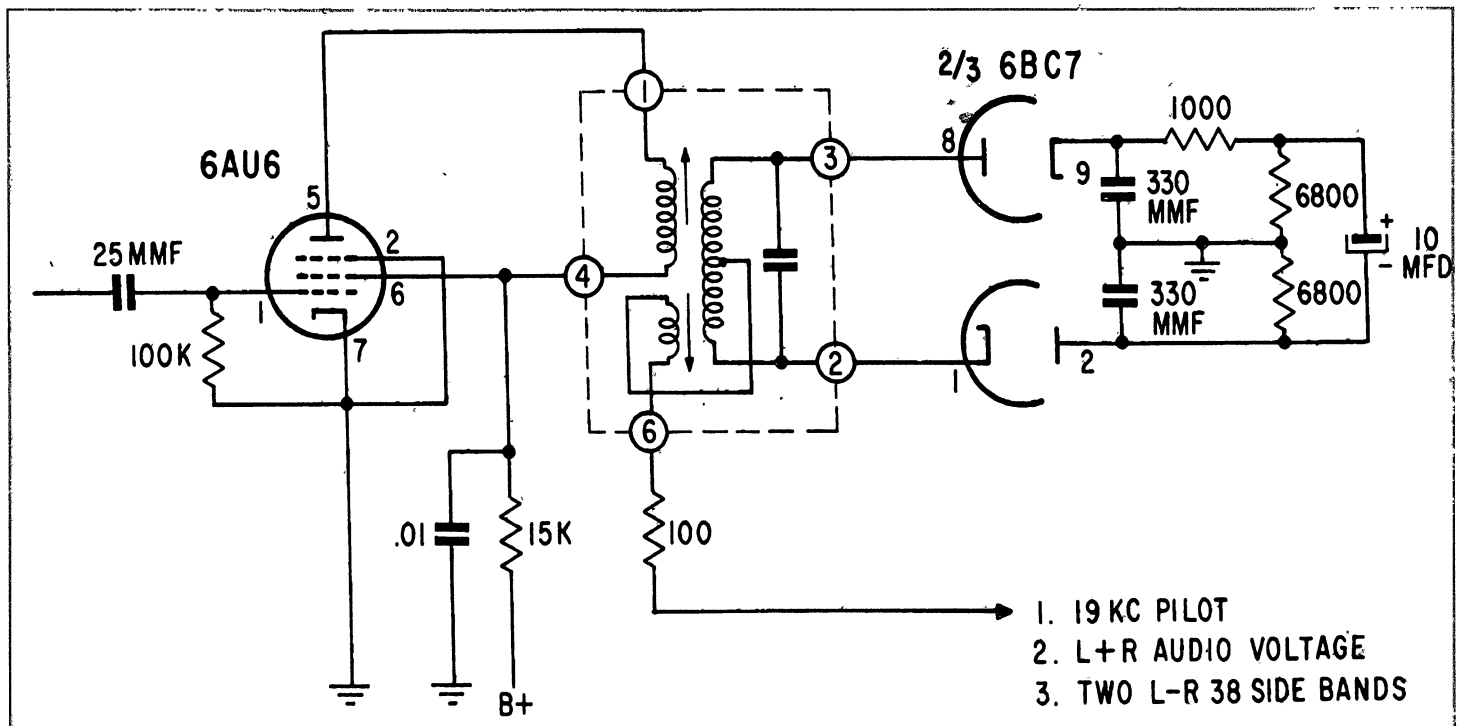 2/3 6BC7
1
1000
6AU6
8
3
5
9
330
MMF
6800
2
25 MMF
4
6
+
10
-
MFD
1
330
MMF
6800
100K
7
2
1
2
6
.01
15K
100
1. 19 KC PILOT
2. L+R AUDIO VOLTAGE
3. TWO L-R 38 SIDE BANDS
B+